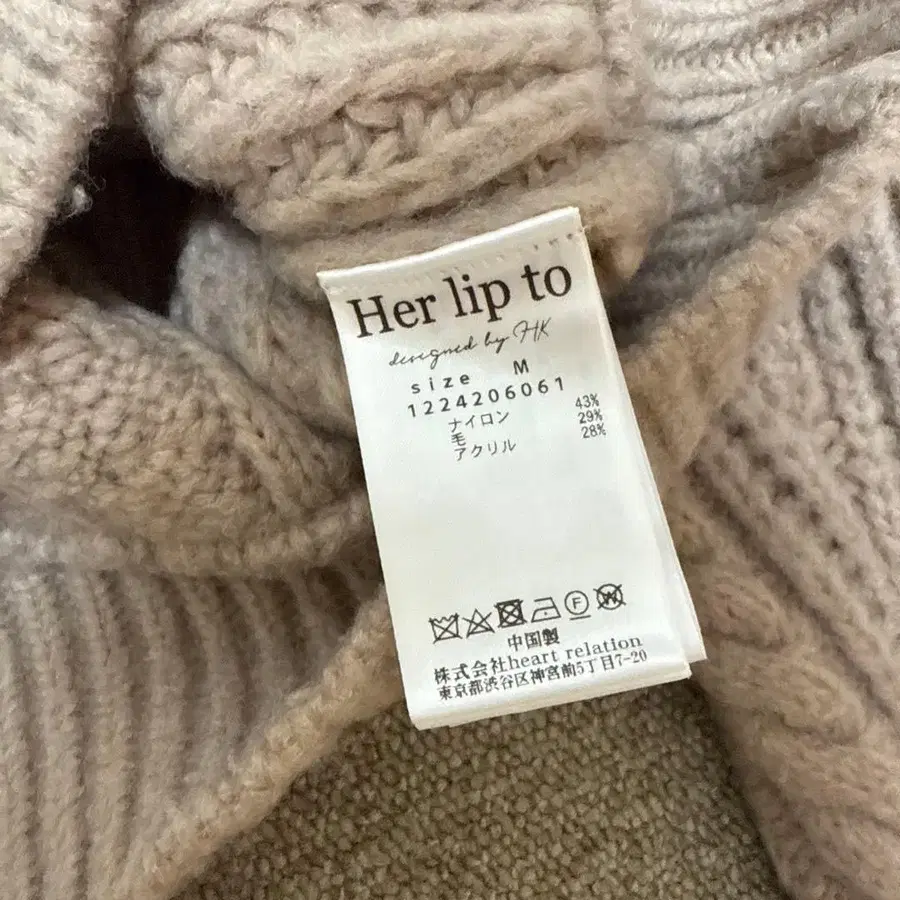 Her lip to
designed by HK
size M
1224206061
ナイロン 43%
毛 29%
アクリル 28%
F W
中国製
株式会社heart relation
東京都渋谷区神宮前5丁目7-20